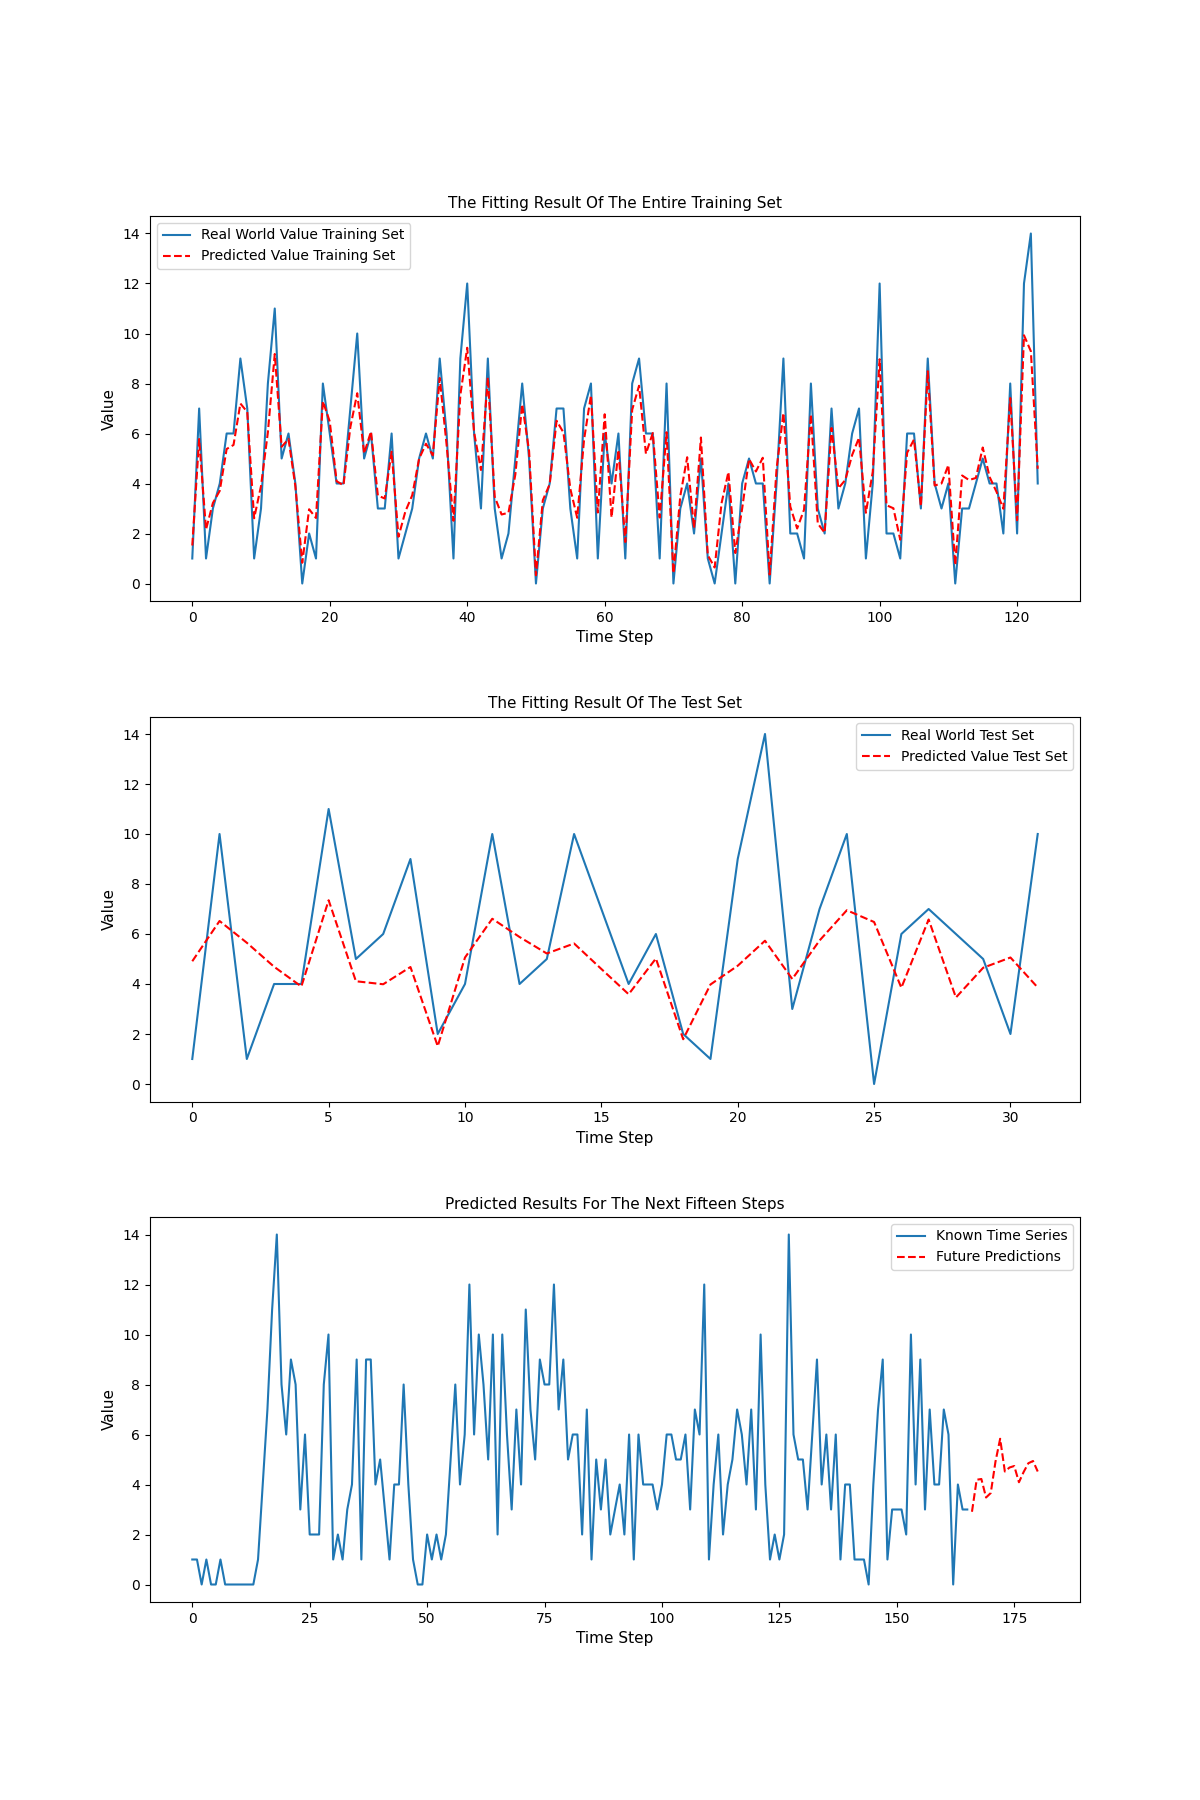 The Fitting Result Of The Entire Training Set
Real World Value Training Set
Predicted Value Training Set
14
12
10
8
6
4
2
0
Value
0 20 40 60 80 100 120
Time Step
The Fitting Result Of The Test Set
Real World Test Set
Predicted Value Test Set
14
12
10
8
6
4
2
0
Value
0 5 10 15 20 25 30
Time Step
Predicted Results For The Next Fifteen Steps
Known Time Series
Future Predictions
14
12
10
8
6
4
2
0
Value
0 25 50 75 100 125 150 175
Time Step